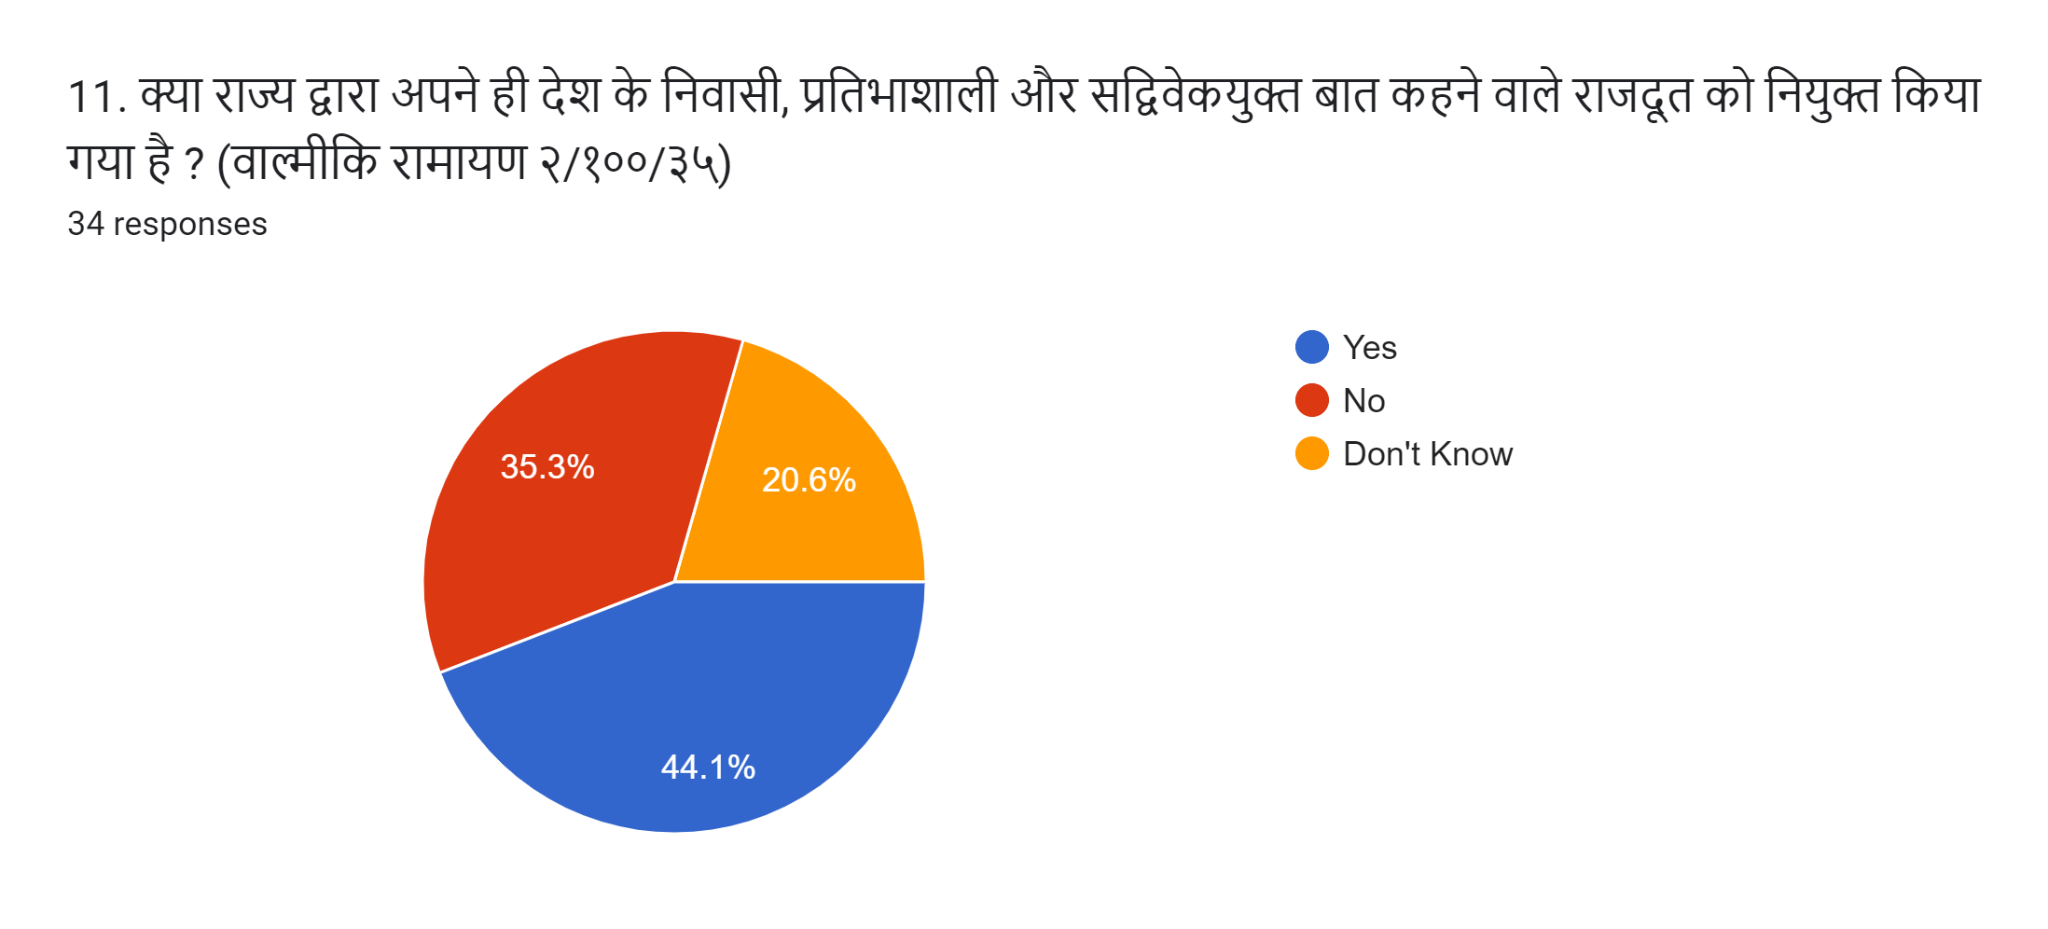 11. क्या राज्य द्वारा अपने ही देश के निवासी, प्रतिभाशाली और सद्विवेकयुक्त बात कहने वाले राजदूत को नियुक्त किया
गया है ? (वाल्मीकि रामायण २/१००/३५)
34 responses
Yes
No
Don't Know
35.3%
20.6%
44.1%